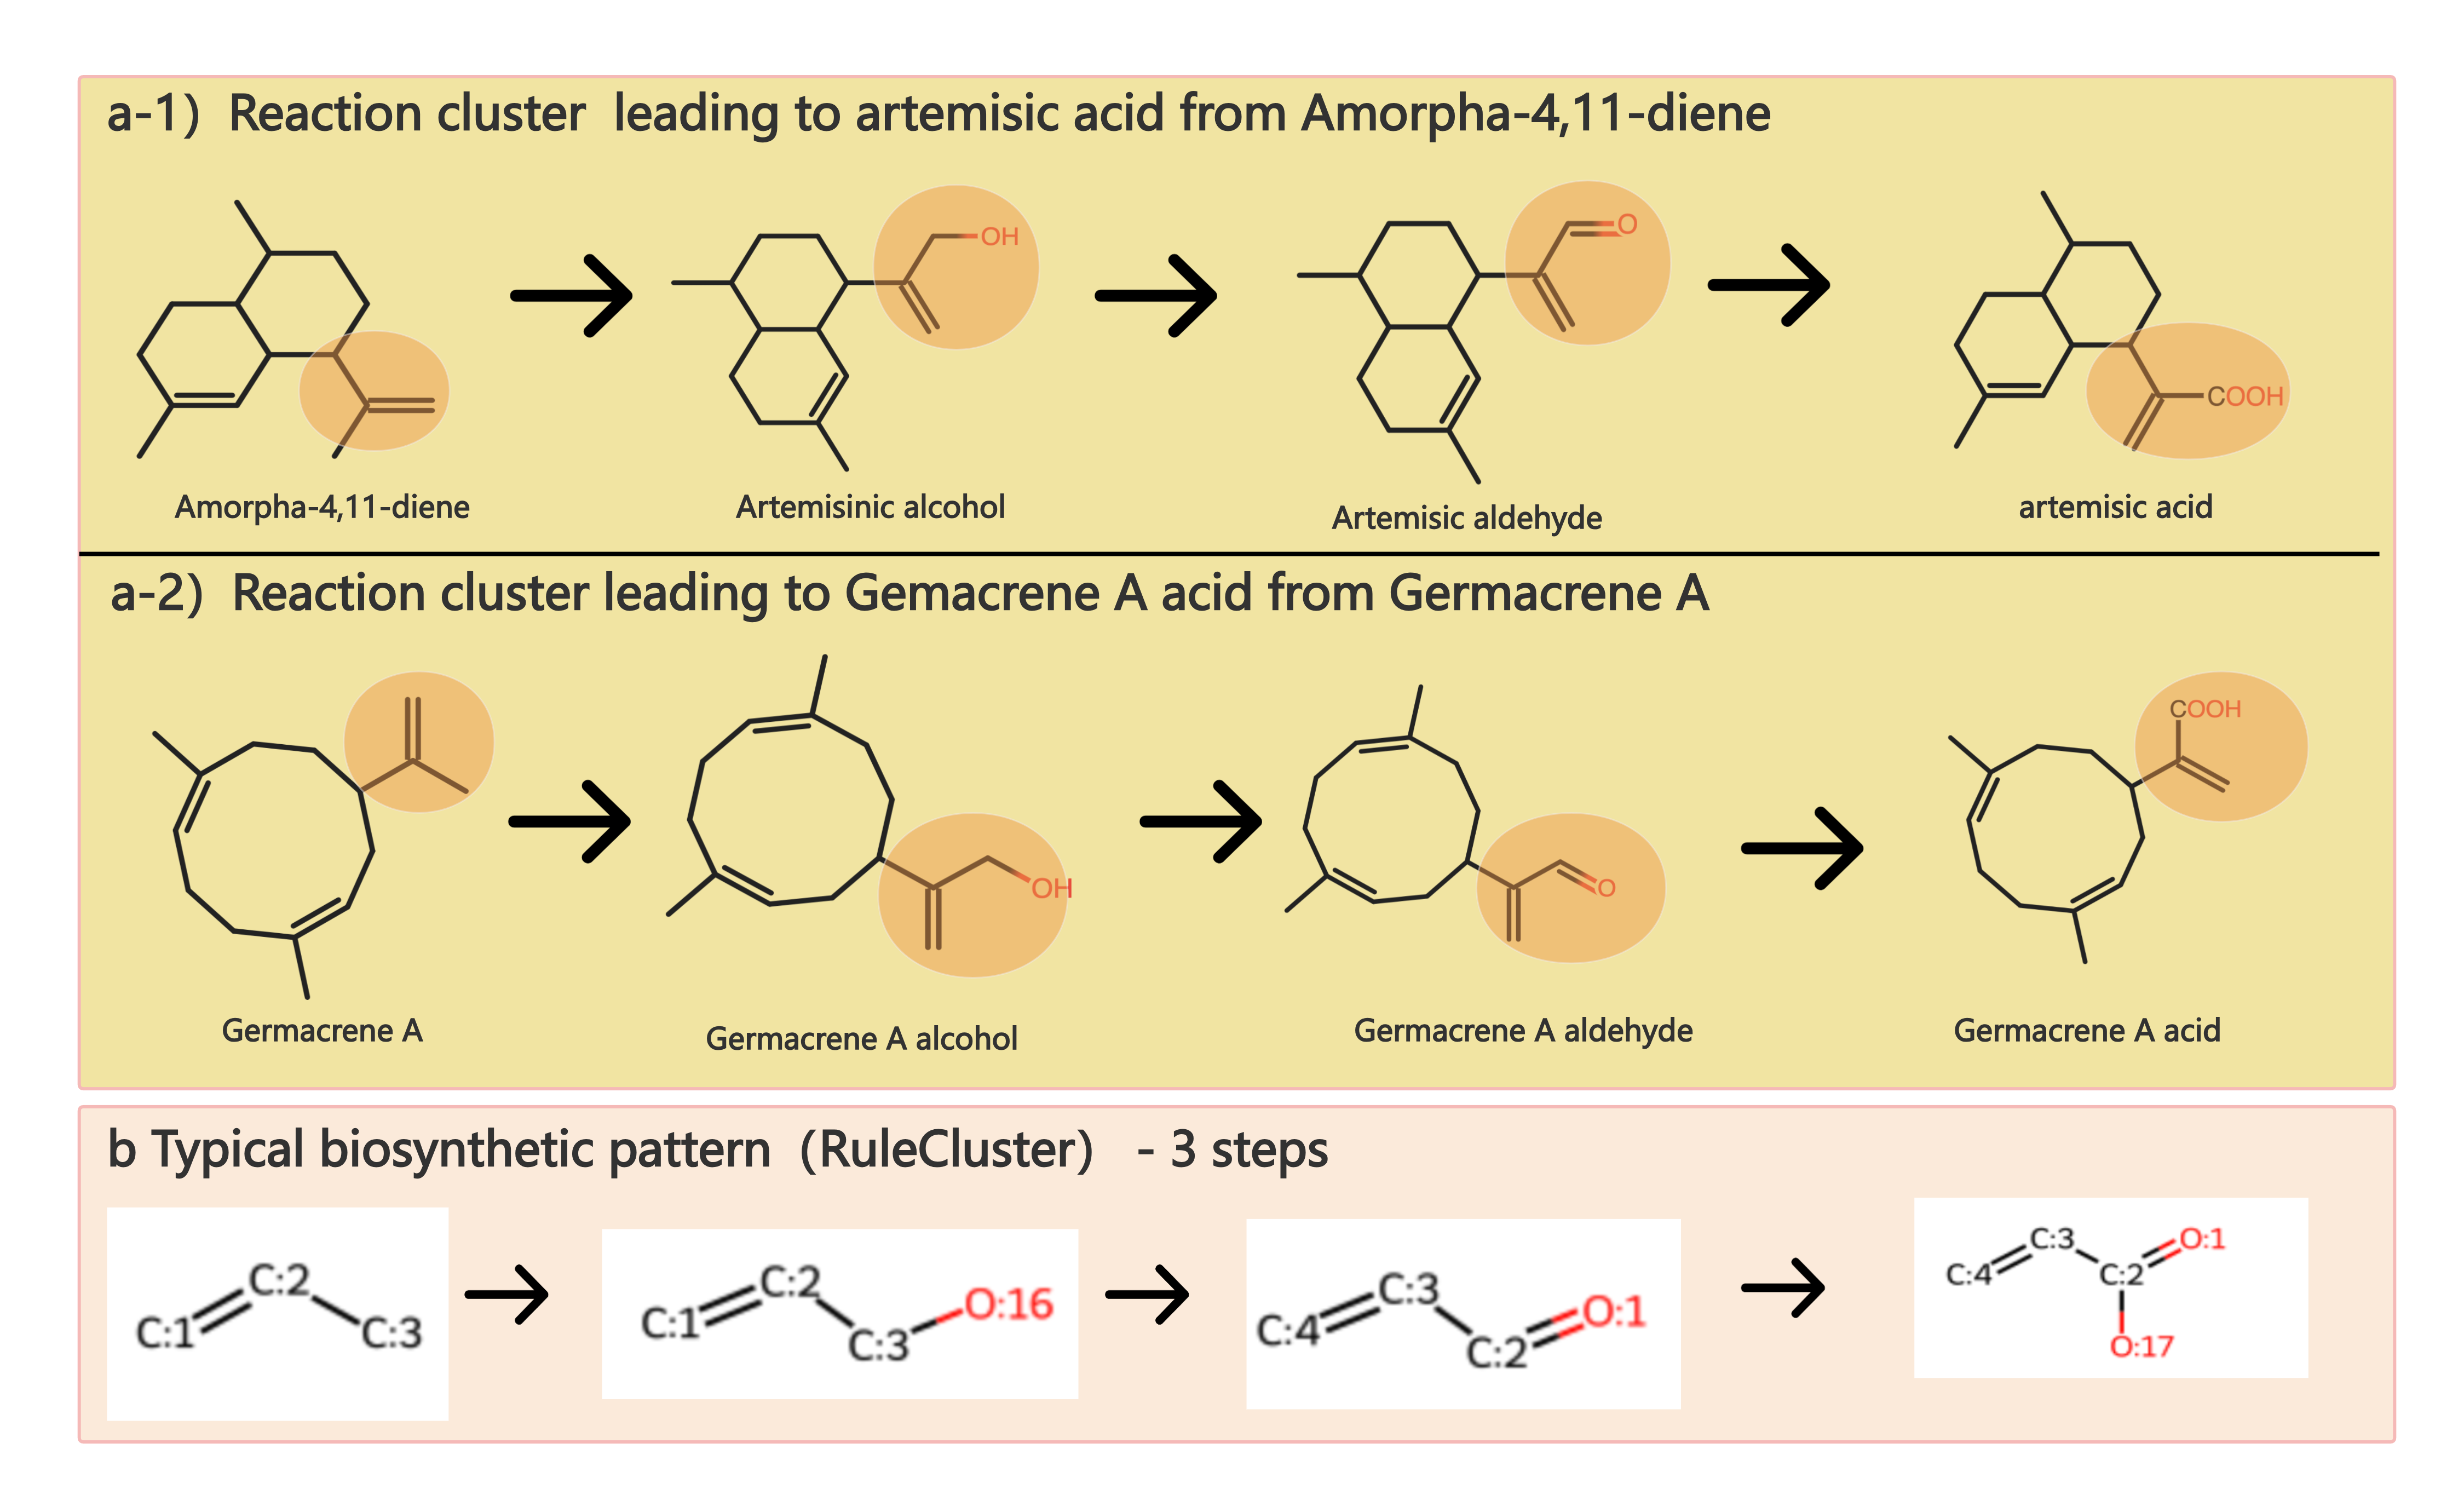 a-1)  Reaction cluster  leading to artemisic acid from Amorpha-4,11-diene
OH
O
COOH
Amorpha-4,11-diene
Artemisinic alcohol
Artemisic aldehyde
artemisic acid
a-2)  Reaction cluster leading to Gemacrene A acid from Germacrene A
OH
O
COOH
Germacrene A
Germacrene A alcohol
Germacrene A aldehyde
Germacrene A acid
b Typical biosynthetic pattern（RuleCluster） - 3 steps
C:1 C:2 C:3
C:1 C:2 C:3 O:16
C:4 C:3 C:2 O:1
C:4 C:3 C:2 O:1 O:17